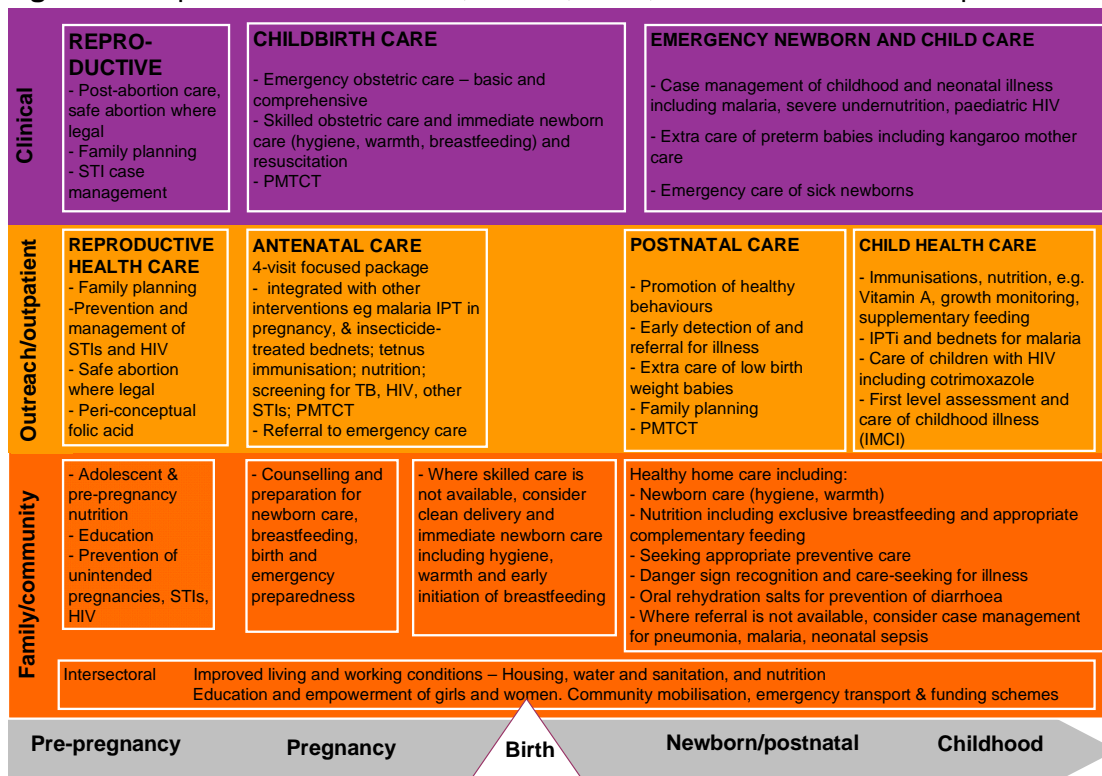 Clinical
REPRO-
DUCTIVE
- Post-abortion care,
safe abortion where
legal
- Family planning
- STI case
management
CHILDBIRTH CARE
- Emergency obstetric care – basic and
comprehensive
- Skilled obstetric care and immediate newborn
care (hygiene, warmth, breastfeeding) and
resuscitation
- PMTCT
EMERGENCY NEWBORN AND CHILD CARE
- Case management of childhood and neonatal illness
including malaria, severe undernutrition, paediatric HIV
- Extra care of preterm babies including kangaroo mother
care
- Emergency care of sick newborns
Outreach/outpatient
REPRODUCTIVE
HEALTH CARE
- Family planning
-Prevention and
management of
STIs and HIV
- Safe abortion
where legal
- Peri-conceptual
folic acid
ANTENATAL CARE
4-visit focused package
- integrated with other
interventions eg malaria IPT in
pregnancy, & insecticide-
treated bednets; tetnus
immunisation; nutrition;
screening for TB, HIV, other
STIs; PMTCT
- Referral to emergency care
POSTNATAL CARE
- Promotion of healthy
behaviours
- Early detection of and
referral for illness
- Extra care of low birth
weight babies
- Family planning
- PMTCT
CHILD HEALTH CARE
- Immunisations, nutrition, e.g.
Vitamin A, growth monitoring,
supplementary feeding
- IPTi and bednets for malaria
- Care of children with HIV
including cotrimoxazole
- First level assessment and
care of childhood illness
(IMCI)
Family/community
- Adolescent &
pre-pregnancy
nutrition
- Education
- Prevention of
unintended
pregnancies, STIs,
HIV
- Counselling and
preparation for
newborn care,
breastfeeding,
birth and
emergency
preparedness
- Where skilled care is
not available, consider
clean delivery and
immediate newborn care
including hygiene,
warmth and early
initiation of breastfeeding
Healthy home care including:
- Newborn care (hygiene, warmth)
- Nutrition including exclusive breastfeeding and appropriate
complementary feeding
- Seeking appropriate preventive care
- Danger sign recognition and care-seeking for illness
- Oral rehydration salts for prevention of diarrhoea
- Where referral is not available, consider case management
for pneumonia, malaria, neonatal sepsis
Intersectoral Improved living and working conditions – Housing, water and sanitation, and nutrition
Education and empowerment of girls and women. Community mobilisation, emergency transport & funding schemes
Pre-pregnancy Pregnancy Birth Newborn/postnatal Childhood